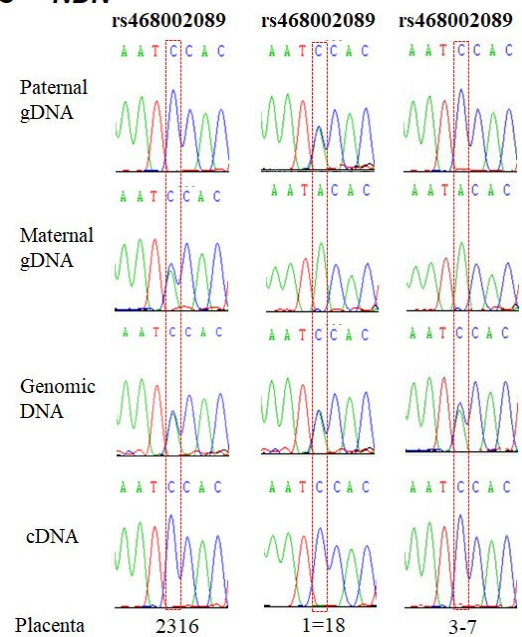 NDN
rs468002089 rs468002089 rs468002089
A A T C C A C A A T C C A C A A T C C A C
Paternal
gDNA
A A T C C A C A A T A C A C A A T A C A C
Maternal
gDNA
A A T C C A C A A T C C A C A A T C C A C
Genomic
DNA
A A T C C A C A A T C C A C A A T C C A C
cDNA
Placenta 2316 1=18 3-7